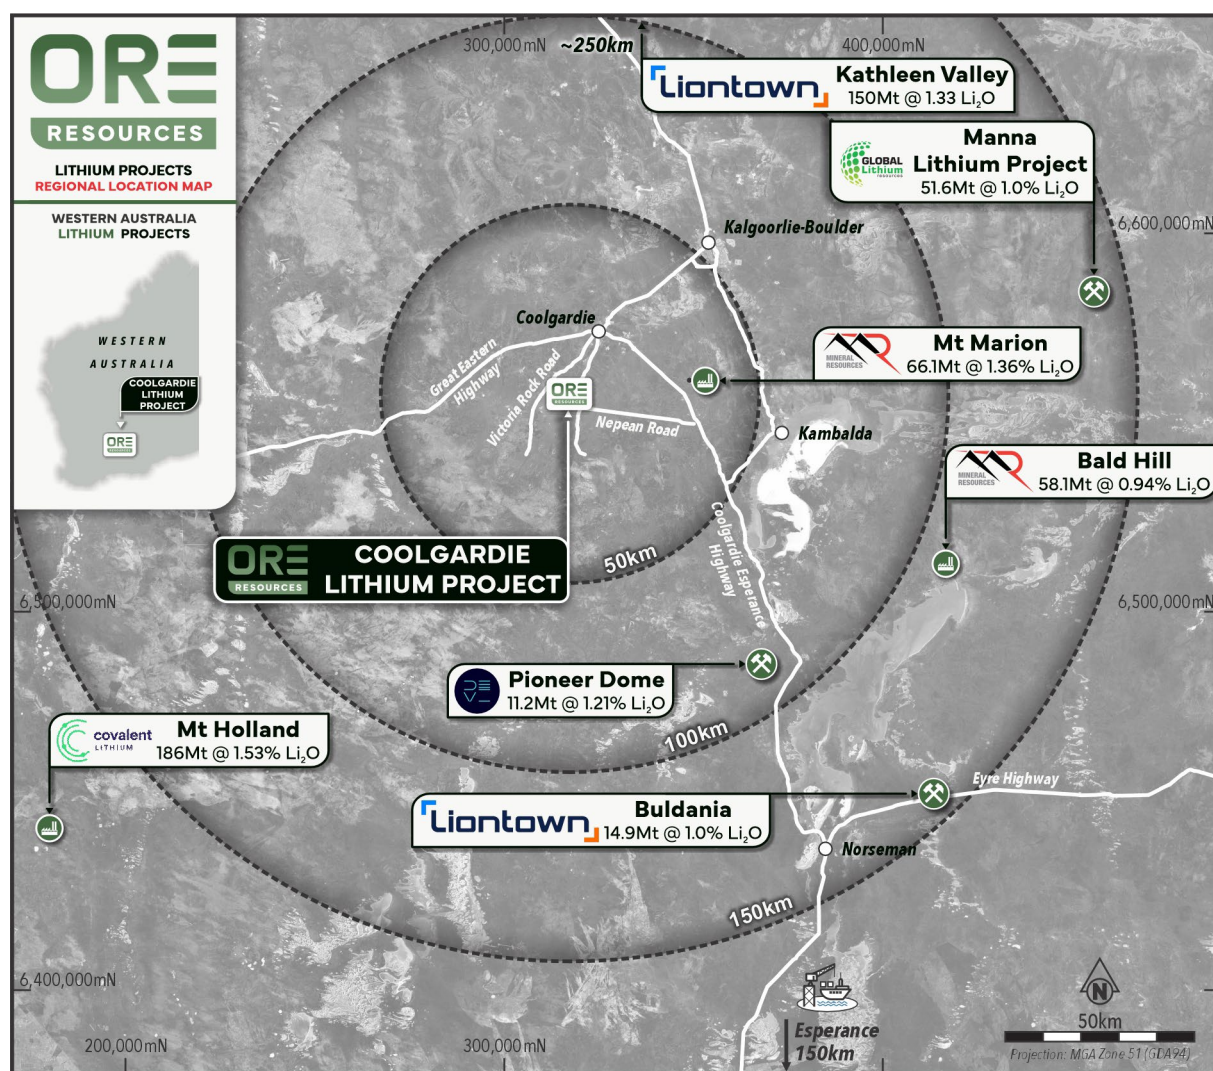 ORE
RESOURCES
LITHIUM PROJECTS
REGIONAL LOCATION MAP
WESTERN AUSTRALIA
LITHIUM PROJECTS
WESTERN
AUSTRALIA
COOLGARDIE
LITHIUM
PROJECT
ORE
RESOURCES
300,000mN
~250km
400,000mN
Liontown
Kathleen Valley
150Mt @ 1.33 Li₂O
GLOBAL
Lithium
RESOURCES
Manna
Lithium Project
51.6Mt @ 1.0% Li₂O
6,600,000mN
Kalgoorlie-Boulder
Coolgardie
Great Eastern
Highway
Victoria Rock Road
ORE
RESOURCES
Nepean Road
MINERAL
RESOURCES
Mt Marion
66.1Mt @ 1.36% Li₂O
Kambalda
MINERAL
RESOURCES
Bald Hill
58.1Mt @ 0.94% Li₂O
Coolgardie Esperance
Highway
ORE
RESOURCES
COOLGARDIE
LITHIUM PROJECT
50km
6,500,000mN
6,500,000mN
DEV
Pioneer Dome
11.2Mt @ 1.21% Li₂O
100km
covalent
LITHIUM
Mt Holland
186Mt @ 1.53% Li₂O
Liontown
Buldania
14.9Mt @ 1.0% Li₂O
Eyre Highway
Norseman
150km
6,400,000mN
N
50km
Esperance
150km
Projection: MGA Zone 51 (GDA94)
200,000mN
300,000mN